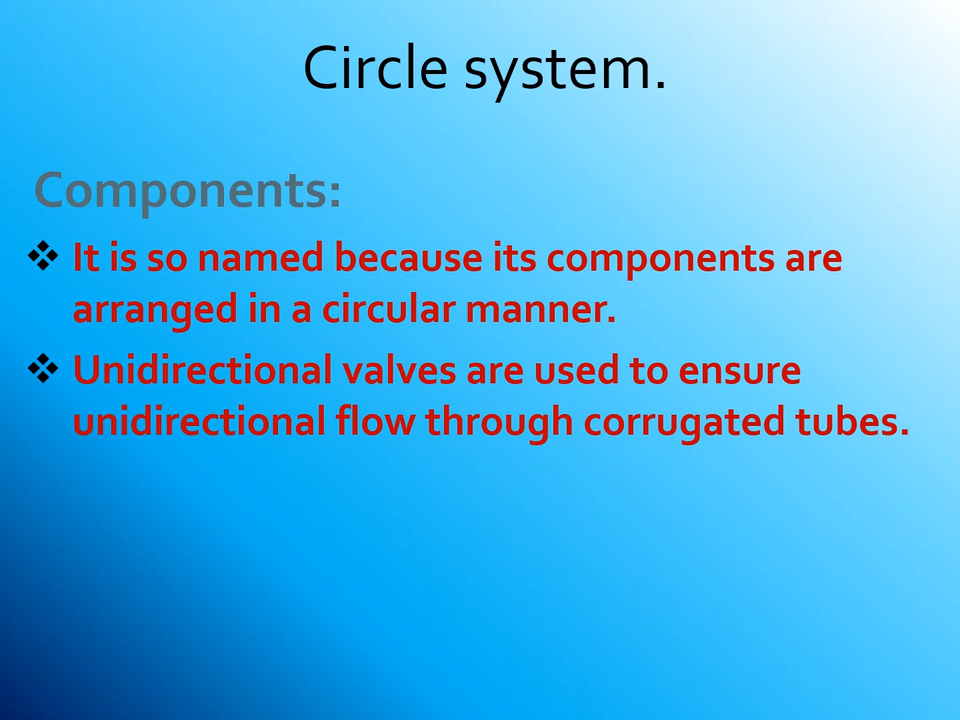 Circle system.
Components:
❖ It is so named because its components are
arranged in a circular manner.
❖ Unidirectional valves are used to ensure
unidirectional flow through corrugated tubes.